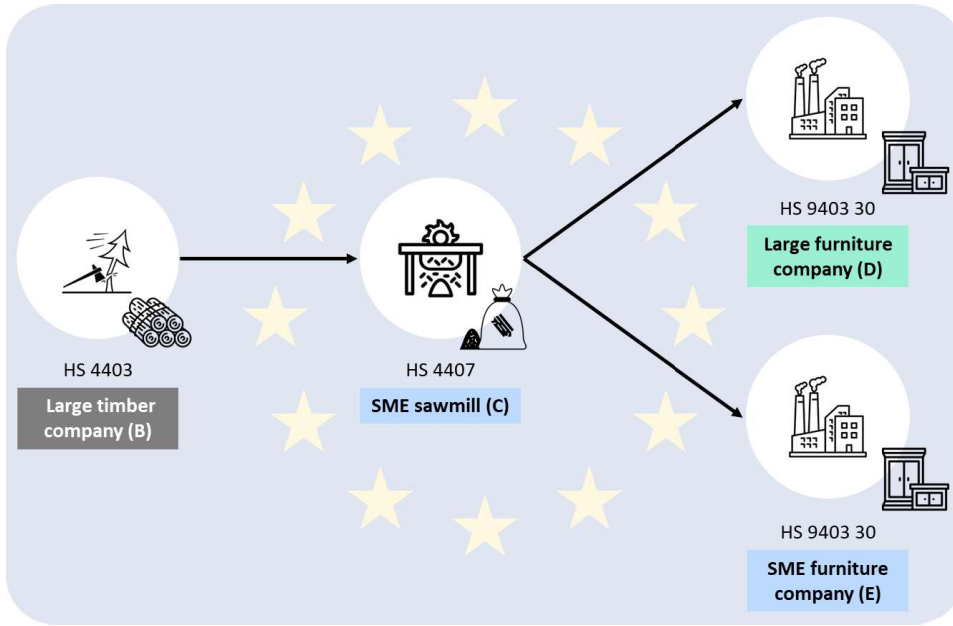 HS 4403
Large timber
company (B)
HS 4407
SME sawmill (C)
HS 9403 30
Large furniture
company (D)
HS 9403 30
SME furniture
company (E)